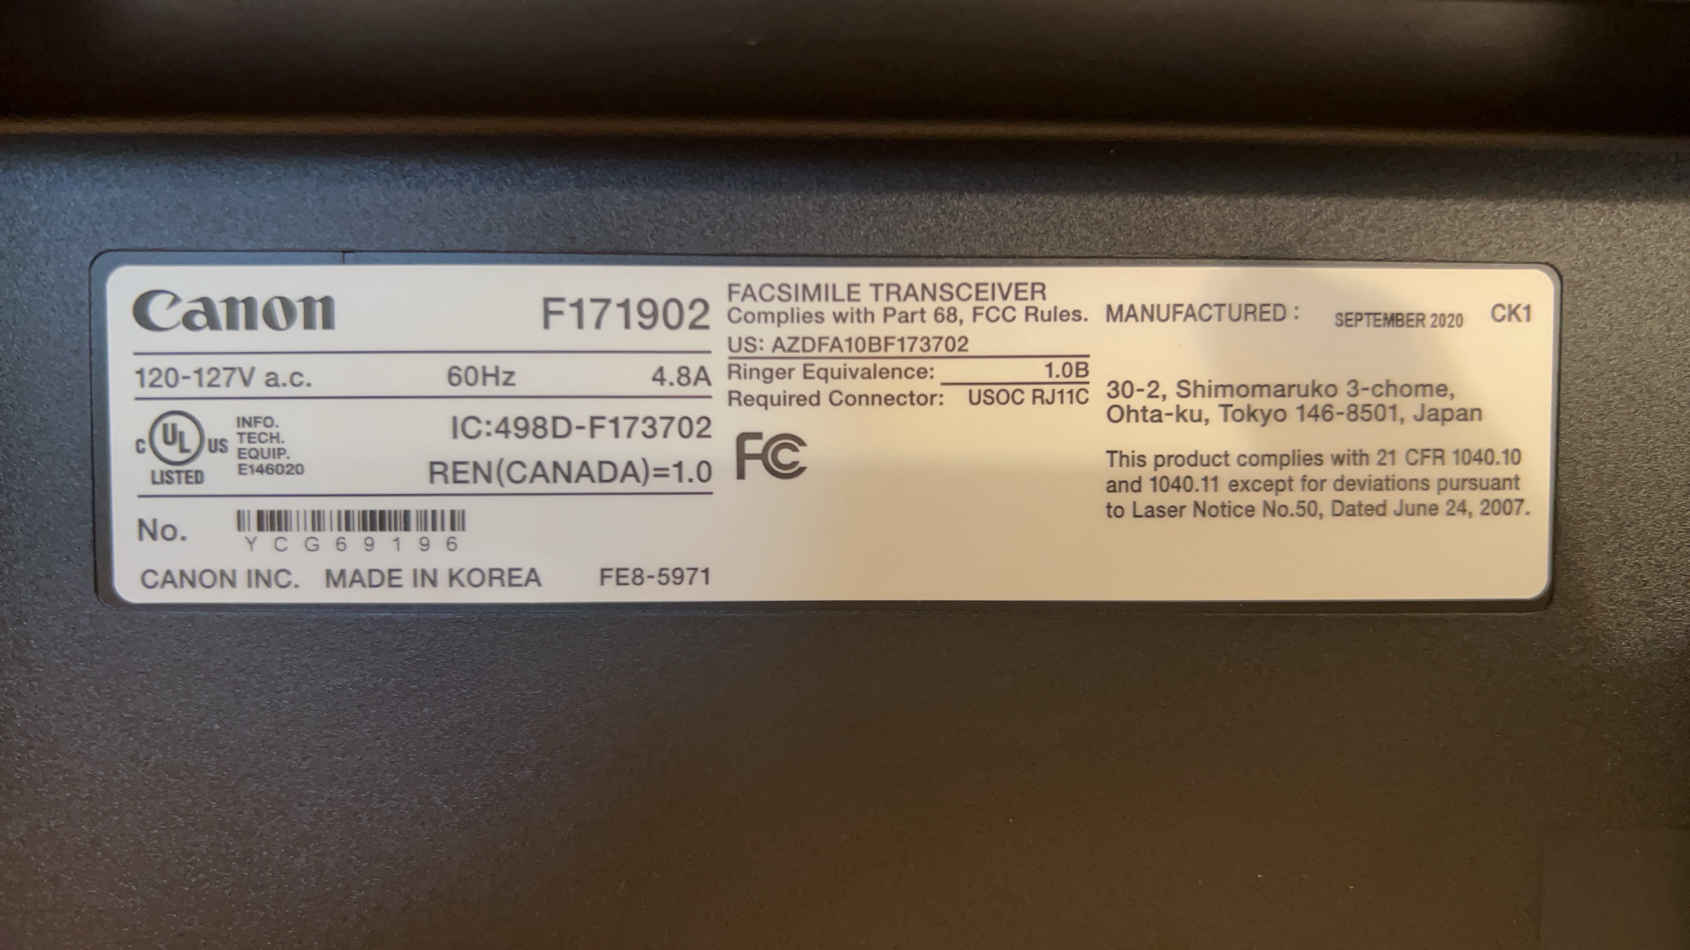 Canon F171902
120-127V a.c. 60Hz 4.8A
C UL US LISTED
INFO.
TECH.
EQUIP.
E146020
IC:498D-F173702
REN(CANADA)=1.0
No. YCG69196
CANON INC. MADE IN KOREA FE8-5971
FACSIMILE TRANSCEIVER
Complies with Part 68, FCC Rules.
US: AZDFA10BF173702
Ringer Equivalence: 1.0B
Required Connector: USOC RJ11C
FC
MANUFACTURED : SEPTEMBER 2020 CK1
30-2, Shimomaruko 3-chome,
Ohta-ku, Tokyo 146-8501, Japan
This product complies with 21 CFR 1040.10
and 1040.11 except for deviations pursuant
to Laser Notice No.50, Dated June 24, 2007.